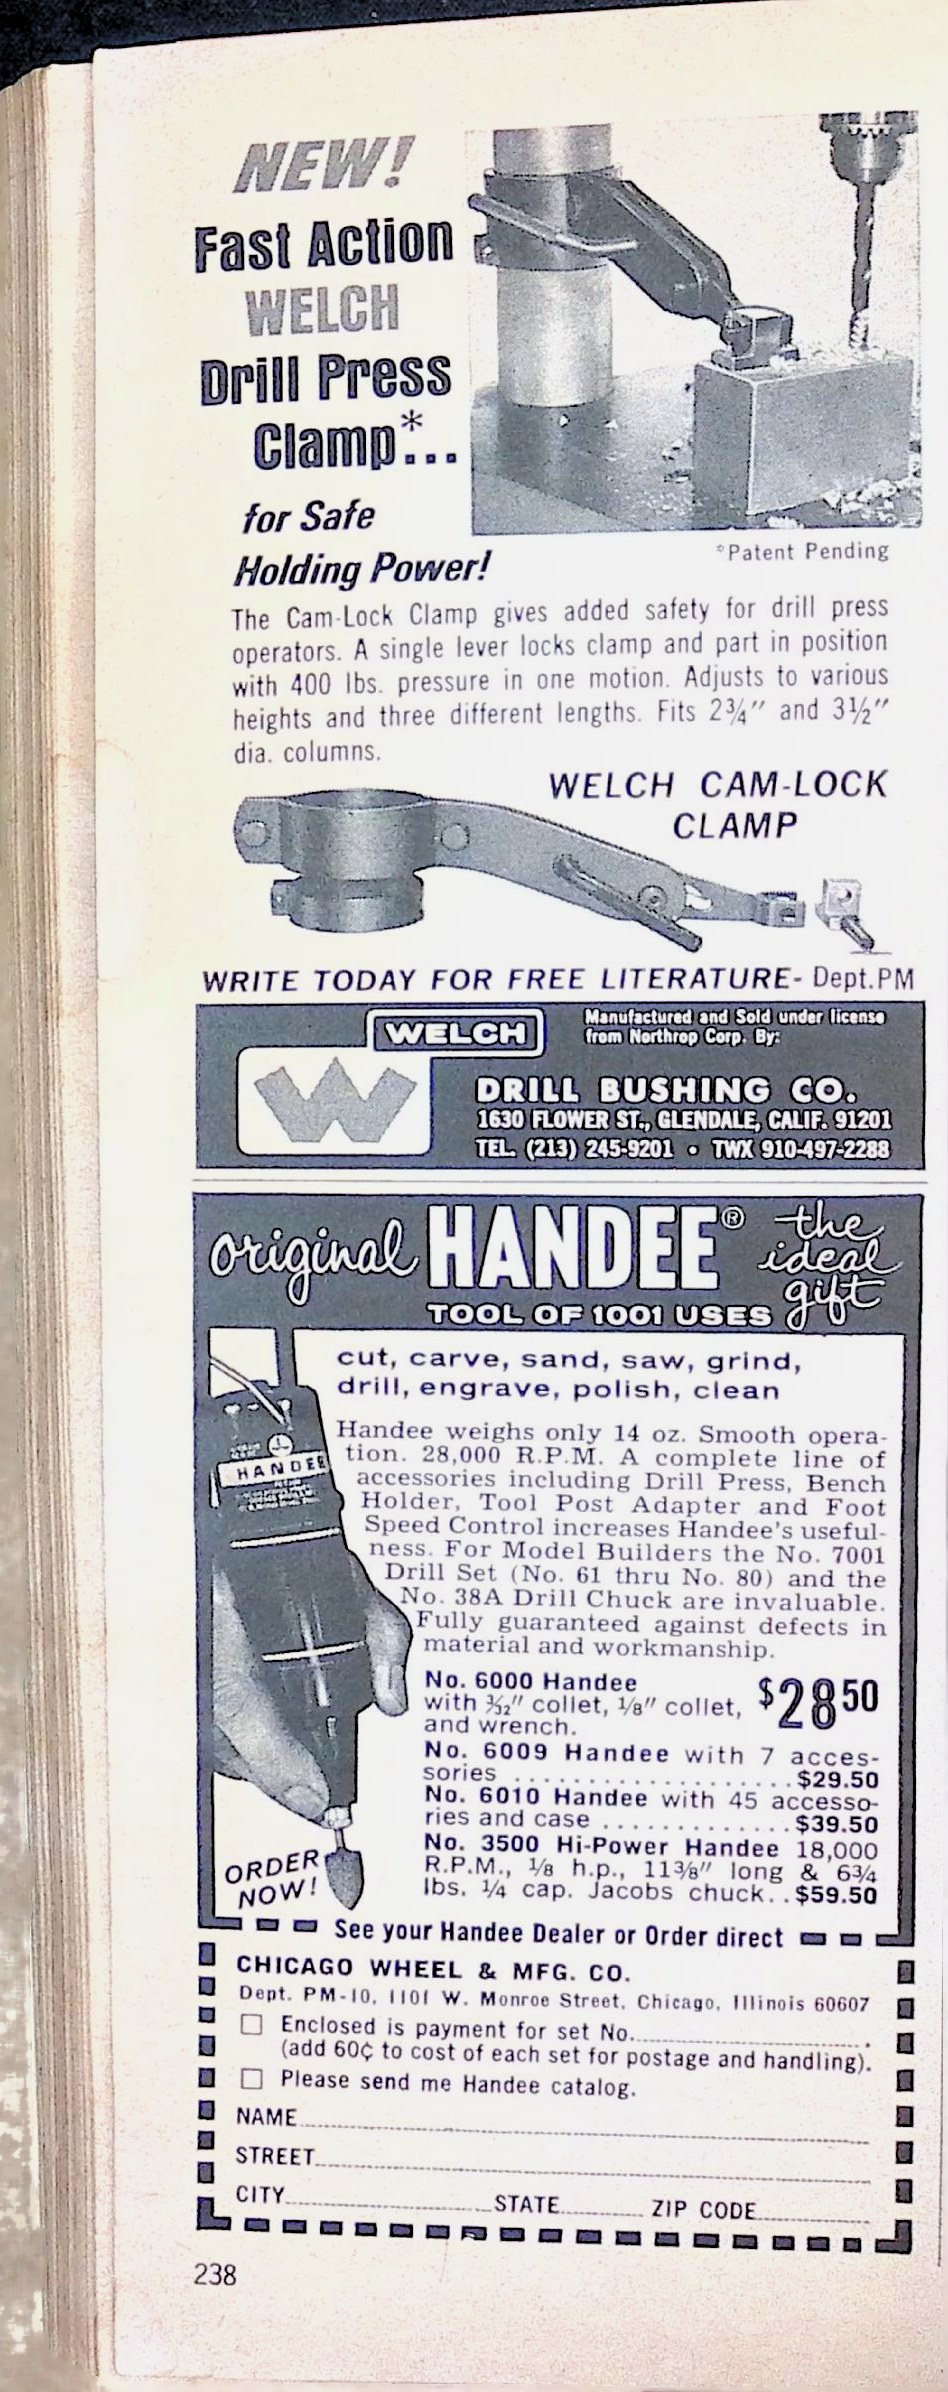 NEW!
Fast Action
WELCH
Drill Press
Clamp*...
for Safe
Holding Power!
*Patent Pending
The Cam-Lock Clamp gives added safety for drill press
operators. A single lever locks clamp and part in position
with 400 lbs. pressure in one motion. Adjusts to various
heights and three different lengths. Fits 2¾″ and 3½″
dia. columns.
WELCH CAM-LOCK
CLAMP
WRITE TODAY FOR FREE LITERATURE- Dept.PM
WELCH
W
Manufactured and Sold under license
from Northrop Corp. By:
DRILL BUSHING CO.
1630 FLOWER ST., GLENDALE, CALIF. 91201
TEL. (213) 245-9201 • TWX 910-497-2288
original HANDEE® the ideal gift
TOOL OF 1001 USES
cut, carve, sand, saw, grind,
drill, engrave, polish, clean
HANDEE
Handee weighs only 14 oz. Smooth opera-
tion. 28,000 R.P.M. A complete line of
accessories including Drill Press, Bench
Holder, Tool Post Adapter and Foot
Speed Control increases Handee's useful-
ness. For Model Builders the No. 7001
Drill Set (No. 61 thru No. 80) and the
No. 38A Drill Chuck are invaluable.
Fully guaranteed against defects in
material and workmanship.
No. 6000 Handee
with 3/32″ collet, ⅛″ collet, $28.50
and wrench.
No. 6009 Handee with 7 acces-
sories ....................$29.50
No. 6010 Handee with 45 accesso-
ries and case .............$39.50
No. 3500 Hi-Power Handee 18,000
R.P.M., ⅛ h.p., 11⅜″ long & 6¾
lbs. ¼ cap. Jacobs chuck..$59.50
ORDER
NOW!
See your Handee Dealer or Order direct
CHICAGO WHEEL & MFG. CO.
Dept. PM-10, 1101 W. Monroe Street, Chicago, Illinois 60607
☐ Enclosed is payment for set No..............................
(add 60¢ to cost of each set for postage and handling).
☐ Please send me Handee catalog.
NAME
STREET
CITY STATE ZIP CODE
238